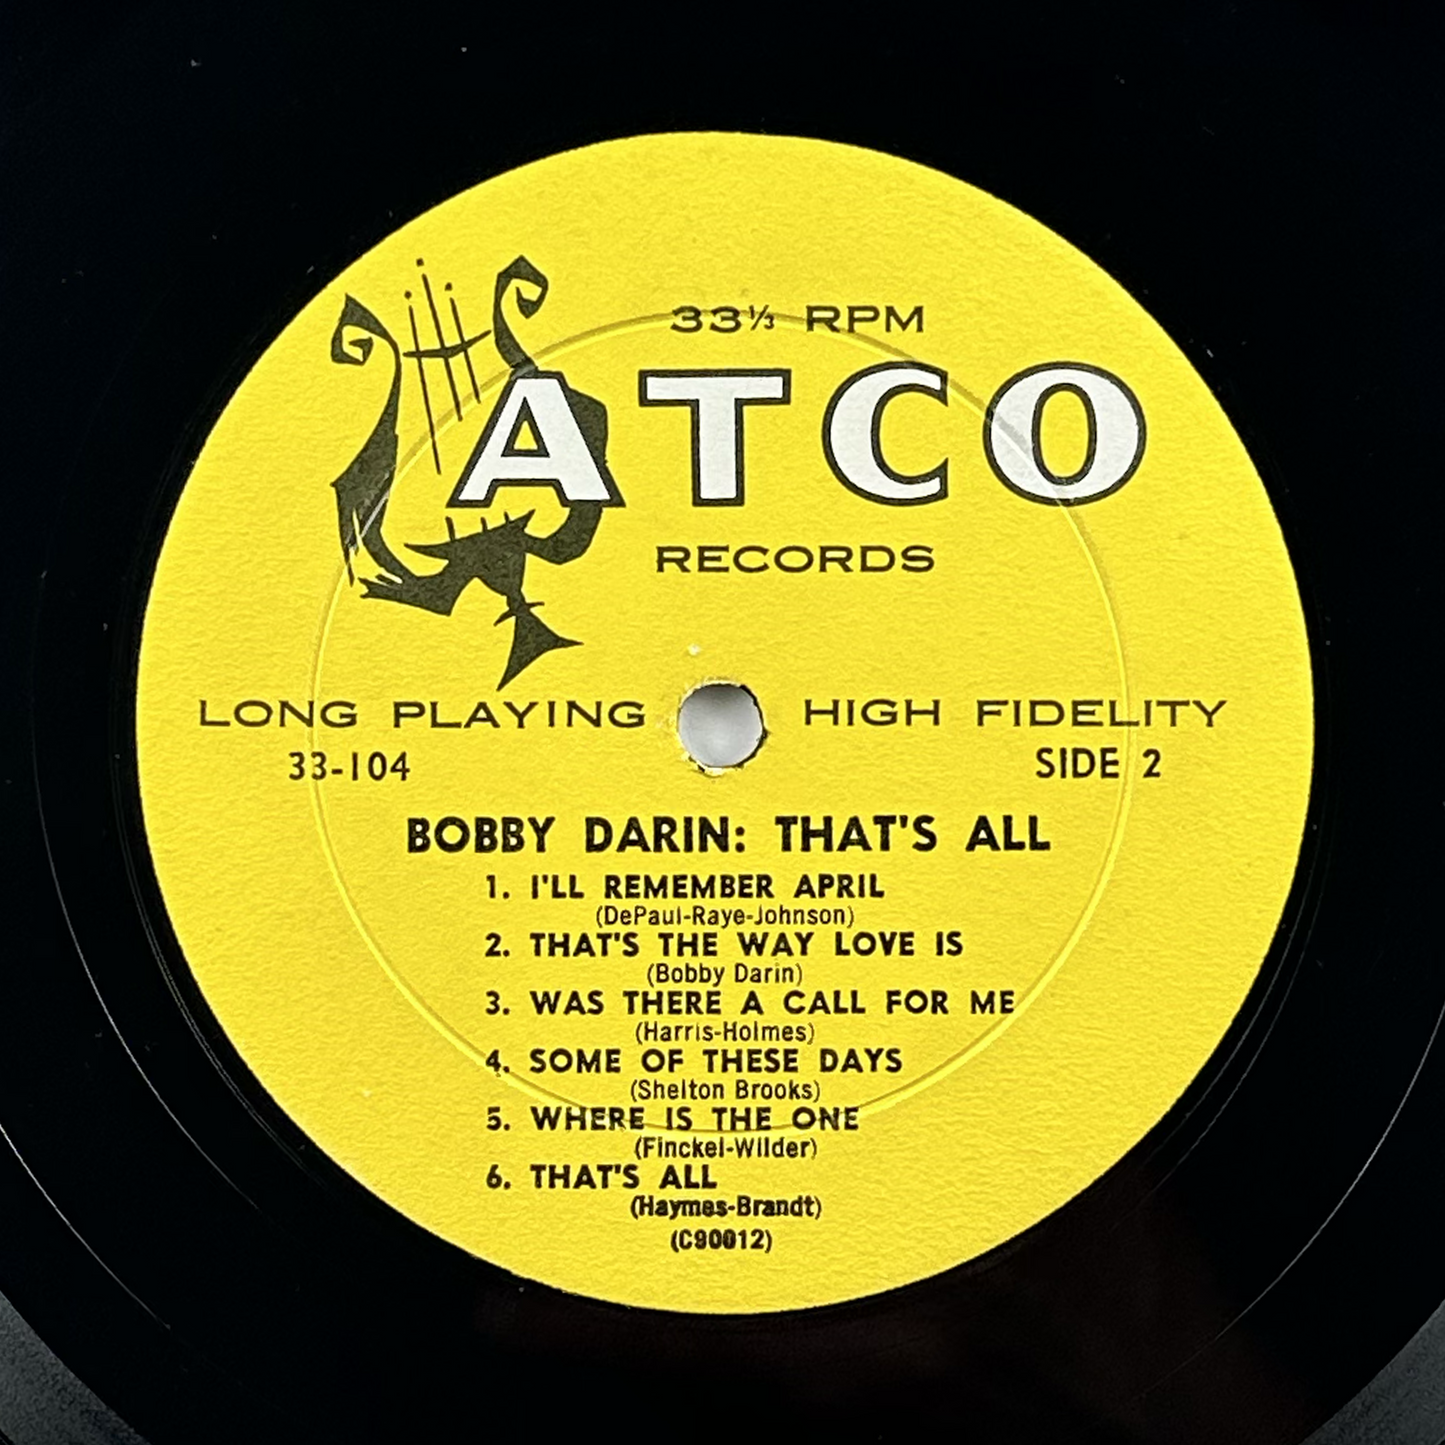 33⅓ RPM
ATCO
RECORDS
LONG PLAYING HIGH FIDELITY
33-104 SIDE 2
BOBBY DARIN: THAT'S ALL
1. I'LL REMEMBER APRIL
(DePaul-Raye-Johnson)
2. THAT'S THE WAY LOVE IS
(Bobby Darin)
3. WAS THERE A CALL FOR ME
(Harris-Holmes)
4. SOME OF THESE DAYS
(Shelton Brooks)
5. WHERE IS THE ONE
(Finckel-Wilder)
6. THAT'S ALL
(Haymes-Brandt)
(C90012)